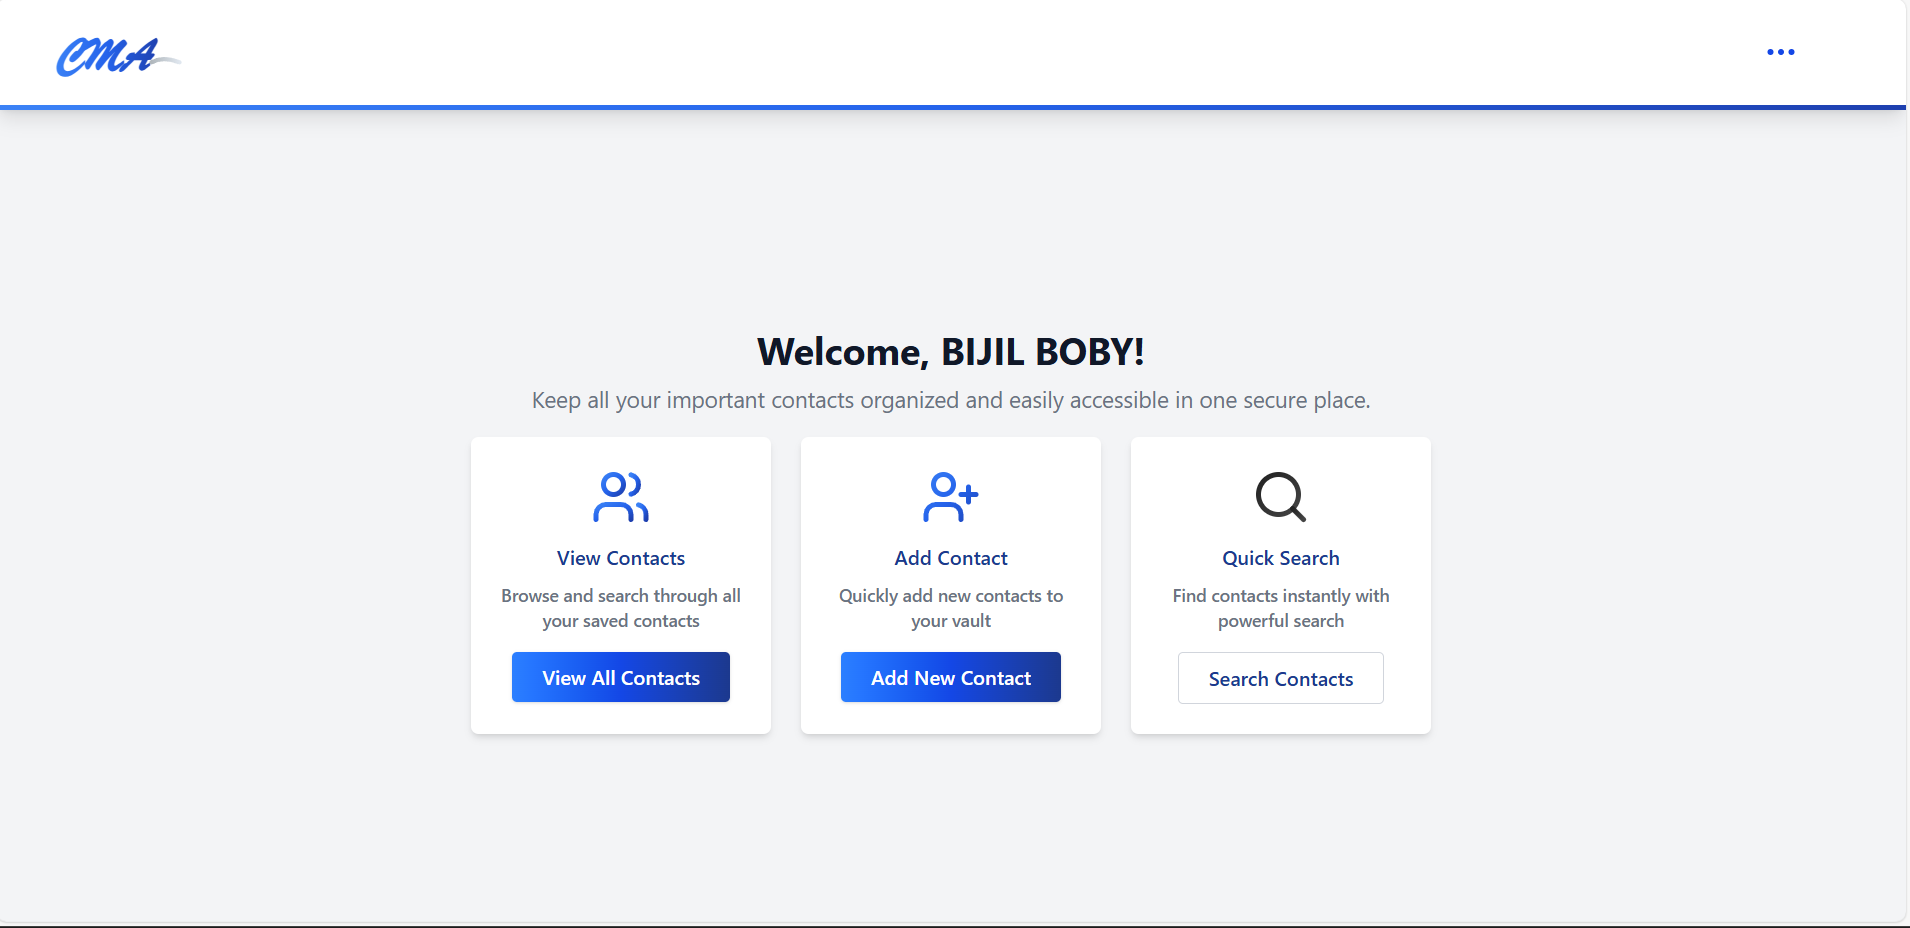 CMA
Welcome, BIJIL BOBY!
Keep all your important contacts organized and easily accessible in one secure place.
View Contacts
Browse and search through all
your saved contacts
View All Contacts
Add Contact
Quickly add new contacts to
your vault
Add New Contact
Quick Search
Find contacts instantly with
powerful search
Search Contacts